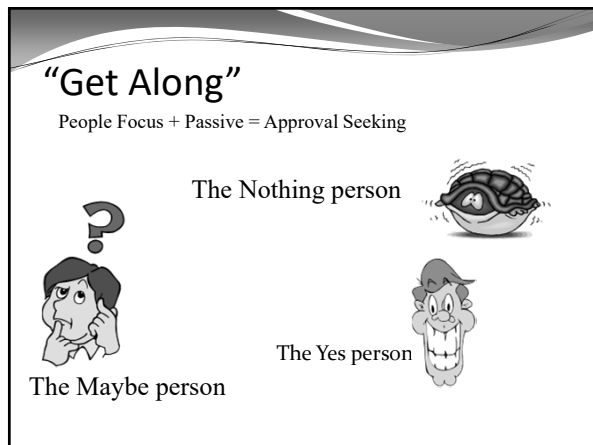 “Get Along”
People Focus + Passive = Approval Seeking
The Nothing person
?
The Yes person
The Maybe person